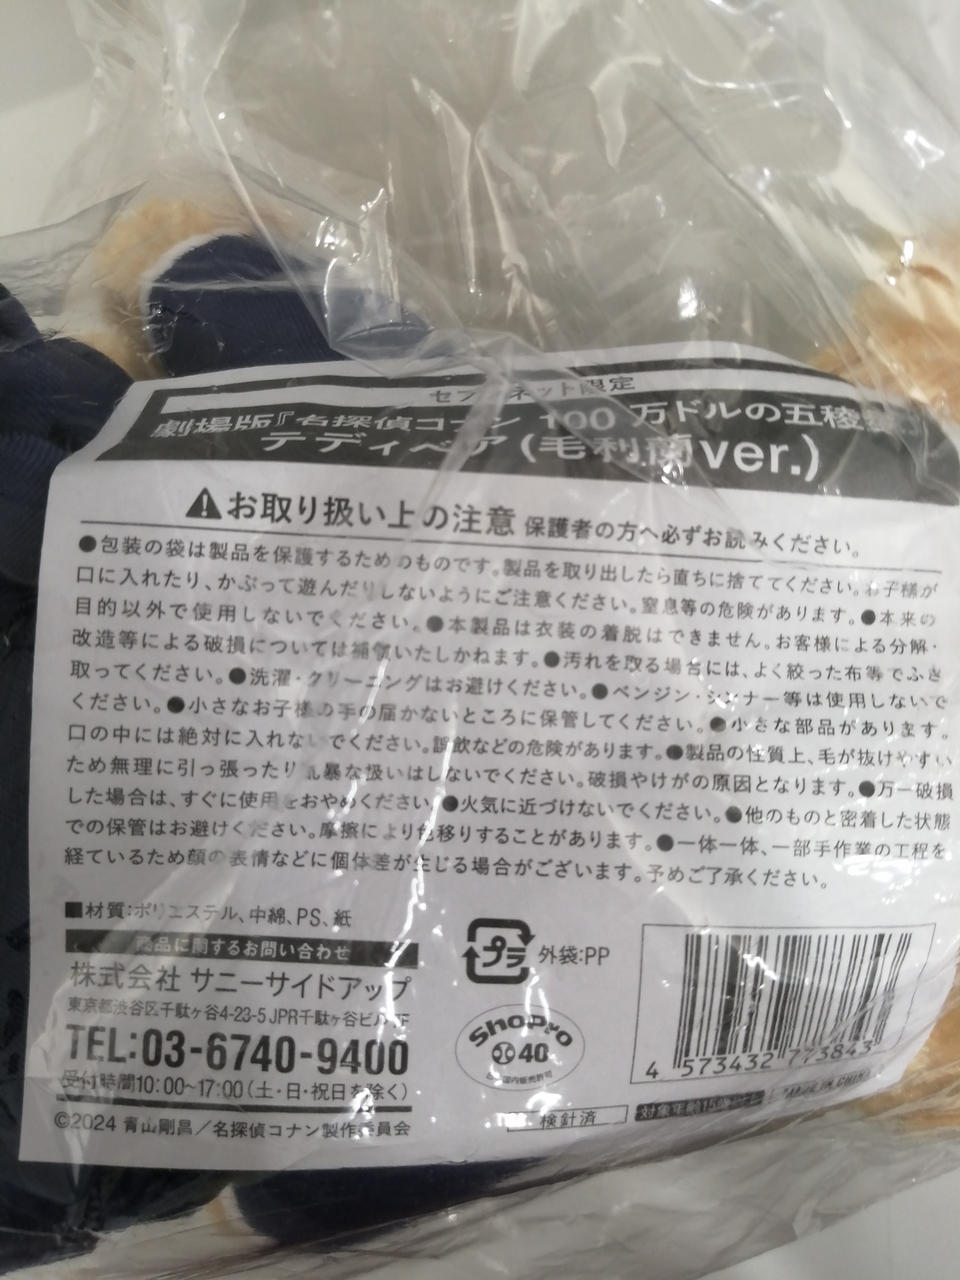 セブンネット限定
劇場版『名探偵コナン 100万ドルの五稜
テディベア(毛利蘭ver.)
お取り扱い上の注意 保護者の方へ必ずお読みください。
●包装の袋は製品を保護するためのものです。製品を取り出したら直ちに捨ててください。お子様が
口に入れたり、かぶって遊んだりしないようにご注意ください。窒息等の危険があります。●本来の
目的以外で使用しないでください。●本製品は衣装の着脱はできません。お客様による分解・
改造等による破損については補償いたしかねます。●汚れを取る場合には、よく絞った布等でふき
取ってください。●洗濯・クリーニングはお避けください。●ベンジン・シンナー等は使用しないで
ください。●小さなお子様の手の届かないところに保管してください。●小さな部品があります。
口の中には絶対に入れないでください。誤飲などの危険があります。●製品の性質上、毛が抜けやすい
ため無理に引っ張ったり乱暴な扱いはしないでください。破損やけがの原因となります。●万一破損
した場合は、すぐに使用をおやめください。●火気に近づけないでください。●他のものと密着した状態
での保管はお避けください。摩擦により色移りすることがあります。●一体一体、一部手作業の工程を
経ているため顔の表情などに個体差が生じる場合がございます。予めご了承ください。
■材質:ポリエステル、中綿、PS、紙
商品に関するお問い合わせ
株式会社 サニーサイドアップ
東京都渋谷区千駄ヶ谷4-23-5 JPR千駄ヶ谷ビル
TEL:03-6740-9400
受付時間10:00~17:00(土・日・祝日を除く)
©2024 青山剛昌/名探偵コナン製作委員会
プラ 外袋:PP
ShoPro
40
日本国内販売許可
検針済
4 573432 773843
対象年齢15歳以上
MADE IN CHINA